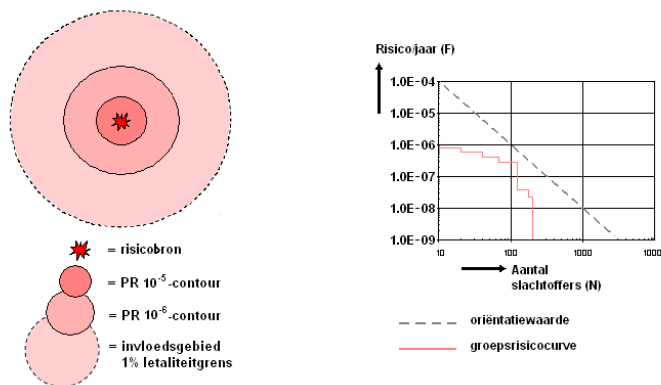 = risicobron
= PR 10-5-contour
= PR 10-6-contour
= invloedsgebied
1% letaliteitgrens
Risico/jaar (F)
1.0E-04
1.0E-05
1.0E-06
1.0E-07
1.0E-08
1.0E-09
10
100
1000
1000
Aantal
slachtoffers (N)
oriëntatiewaarde
groepsrisicocurve